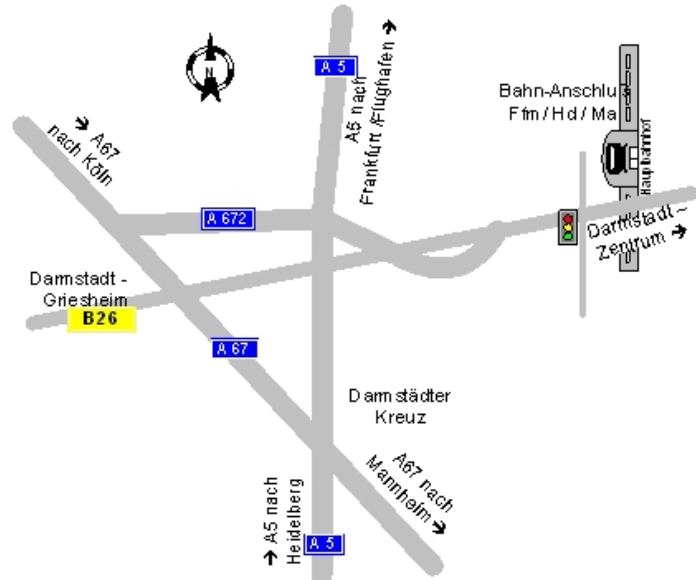 N
A 5
A5 nach
Frankfurt /Flughafen →
Bahn-Anschluß
Ffm / Hd / Ma
Hauptbahnhof
→ A67
nach Köln
A 672
Darmstadt –
Zentrum →
Darmstadt -
Griesheim
B26
A 67
Darmstädter
Kreuz
A67 nach
Mannheim →
→ A5 nach
Heidelberg
A 5